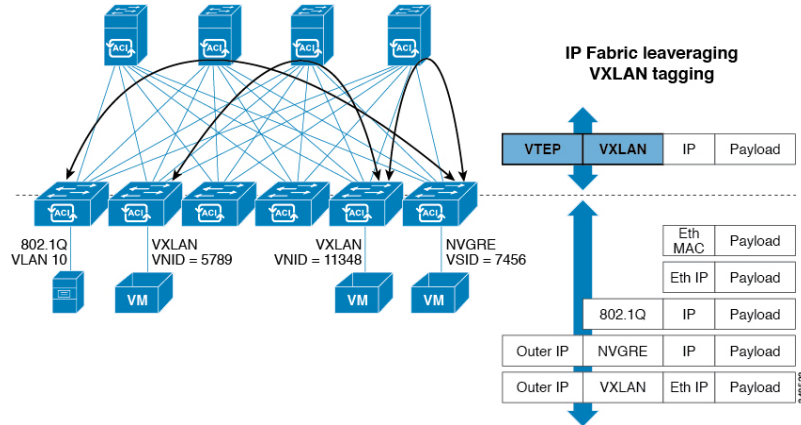 ACI
ACI
ACI
ACI
IP Fabric leaveraging
VXLAN tagging
VTEP VXLAN IP Payload
ACI
ACI
ACI
ACI
ACI
ACI
802.1Q
VLAN 10
VXLAN
VNID = 5789
VXLAN
VNID = 11348
NVGRE
VSID = 7456
VM
VM
VM
Eth
MAC
Payload
Eth IP Payload
802.1Q IP Payload
Outer IP NVGRE IP Payload
Outer IP VXLAN Eth IP Payload